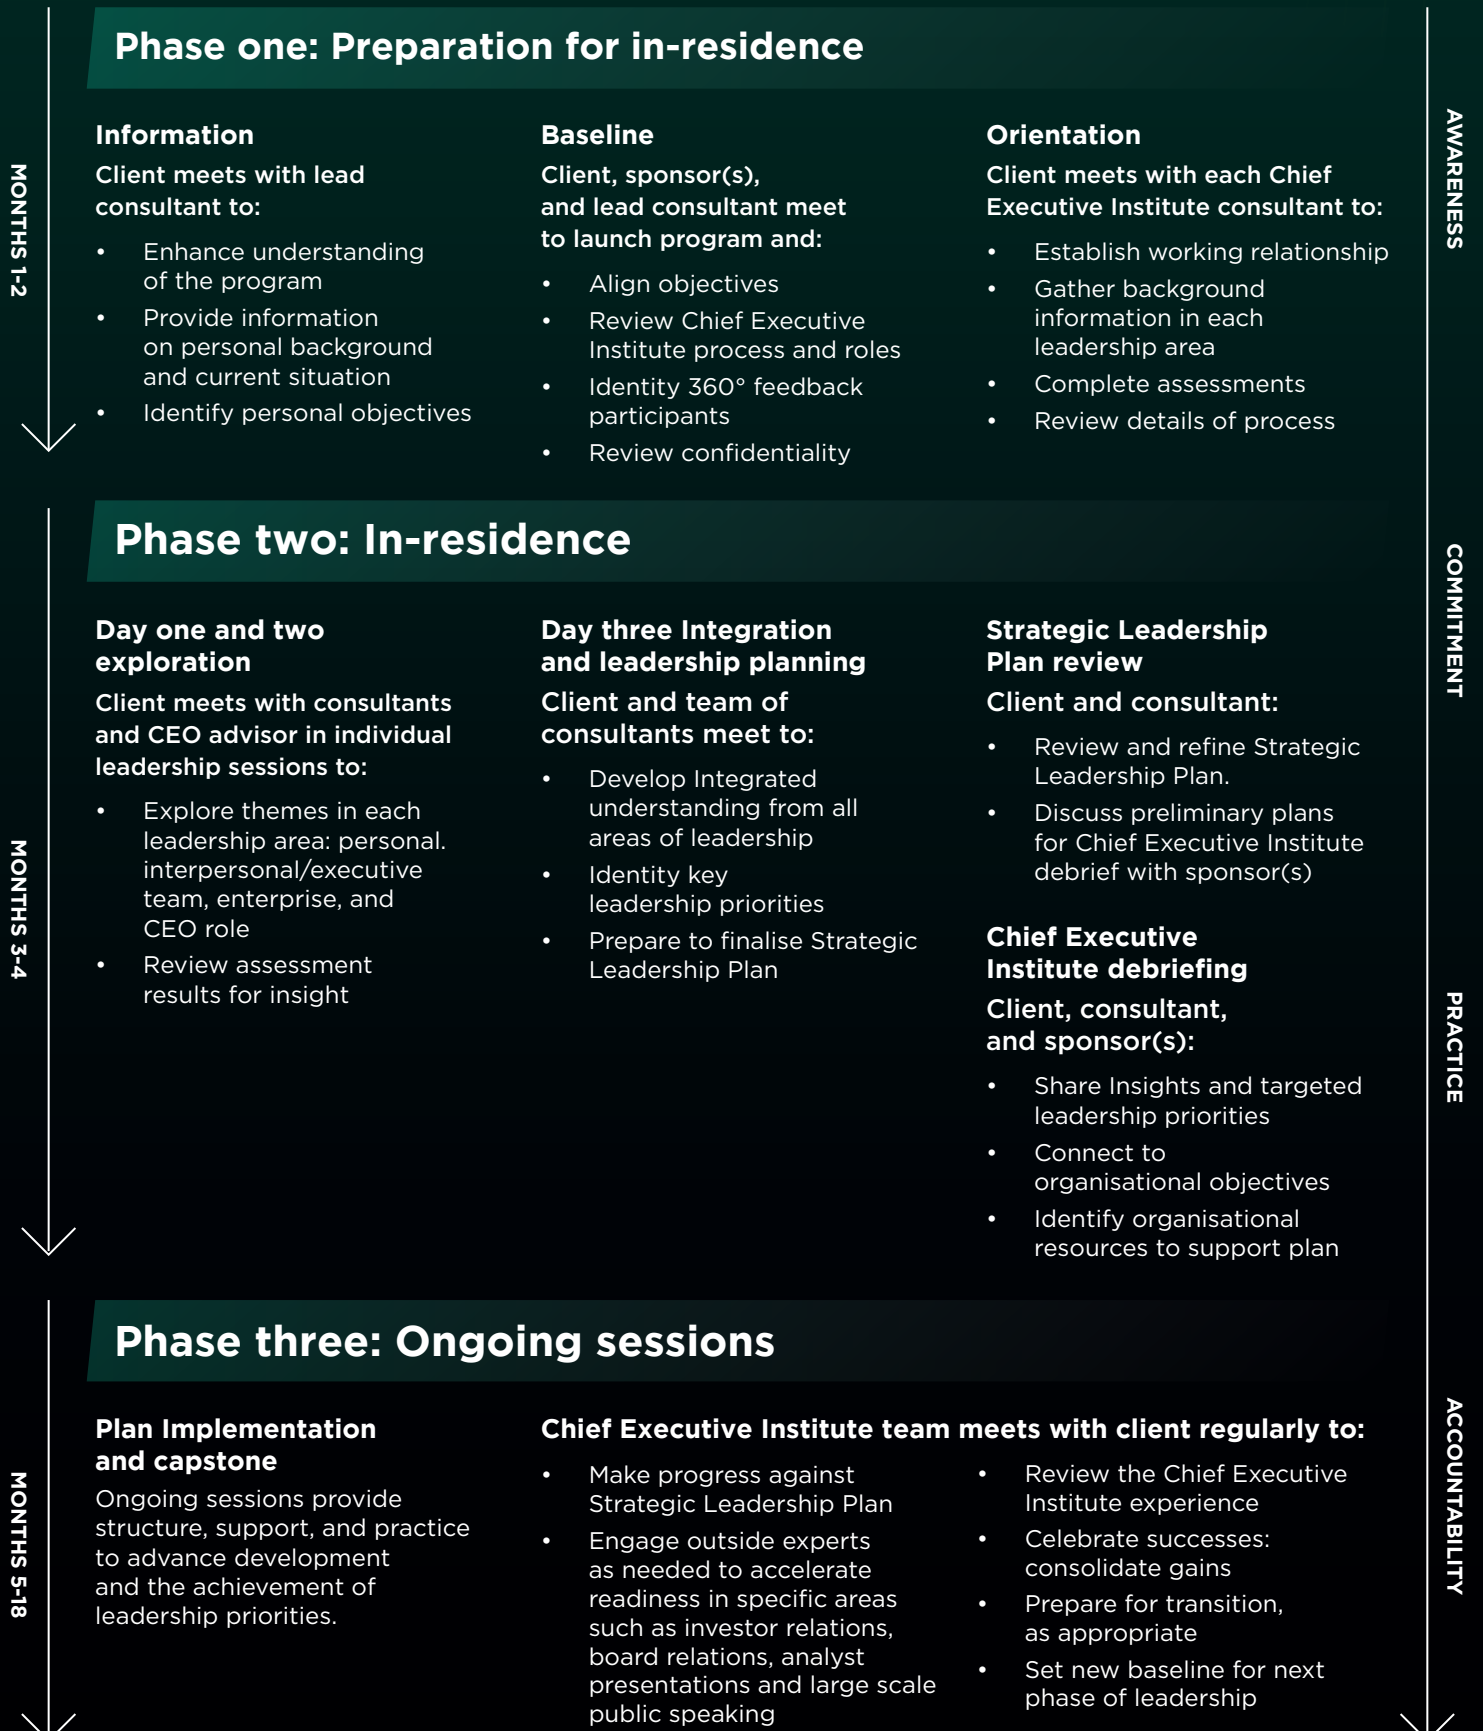 Phase one: Preparation for in-residence
MONTHS 1-2
Information
Client meets with lead
consultant to:
• Enhance understanding
of the program
• Provide information
on personal background
and current situation
• Identify personal objectives
Baseline
Client, sponsor(s),
and lead consultant meet
to launch program and:
• Align objectives
• Review Chief Executive
Institute process and roles
• Identity 360° feedback
participants
• Review confidentiality
Orientation
Client meets with each Chief
Executive Institute consultant to:
• Establish working relationship
• Gather background
information in each
leadership area
• Complete assessments
• Review details of process
AWARENESS
Phase two: In-residence
MONTHS 3-4
Day one and two
exploration
Client meets with consultants
and CEO advisor in individual
leadership sessions to:
• Explore themes in each
leadership area: personal.
interpersonal/executive
team, enterprise, and
CEO role
• Review assessment
results for insight
Day three Integration
and leadership planning
Client and team of
consultants meet to:
• Develop Integrated
understanding from all
areas of leadership
• Identity key
leadership priorities
• Prepare to finalise Strategic
Leadership Plan
Strategic Leadership
Plan review
Client and consultant:
• Review and refine Strategic
Leadership Plan.
• Discuss preliminary plans
for Chief Executive Institute
debrief with sponsor(s)
Chief Executive
Institute debriefing
Client, consultant,
and sponsor(s):
• Share Insights and targeted
leadership priorities
• Connect to
organisational objectives
• Identify organisational
resources to support plan
COMMITMENT
PRACTICE
Phase three: Ongoing sessions
MONTHS 5-18
Plan Implementation
and capstone
Ongoing sessions provide
structure, support, and practice
to advance development
and the achievement of
leadership priorities.
Chief Executive Institute team meets with client regularly to:
• Make progress against
Strategic Leadership Plan
• Engage outside experts
as needed to accelerate
readiness in specific areas
such as investor relations,
board relations, analyst
presentations and large scale
public speaking
• Review the Chief Executive
Institute experience
• Celebrate successes:
consolidate gains
• Prepare for transition,
as appropriate
• Set new baseline for next
phase of leadership
ACCOUNTABILITY